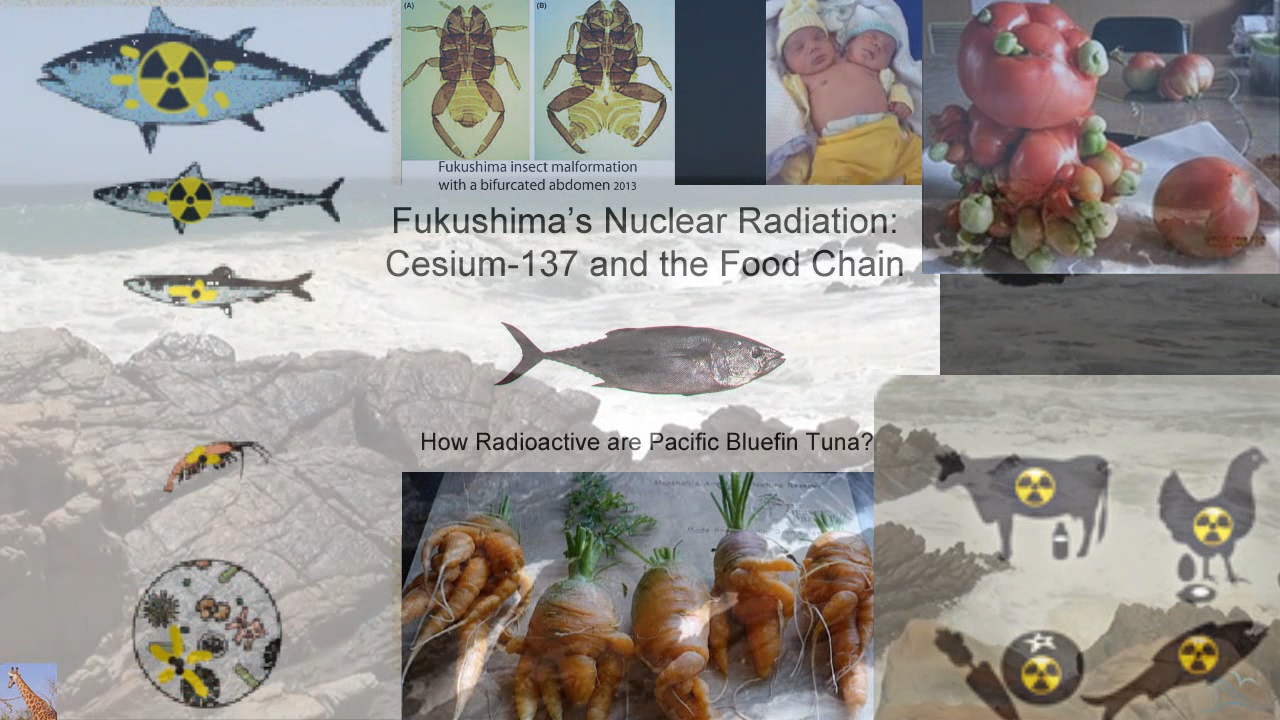 (A)
(B)
Fukushima insect malformation
with a bifurcated abdomen 2013
Fukushima’s Nuclear Radiation:
Cesium-137 and the Food Chain
How Radioactive are Pacific Bluefin Tuna?